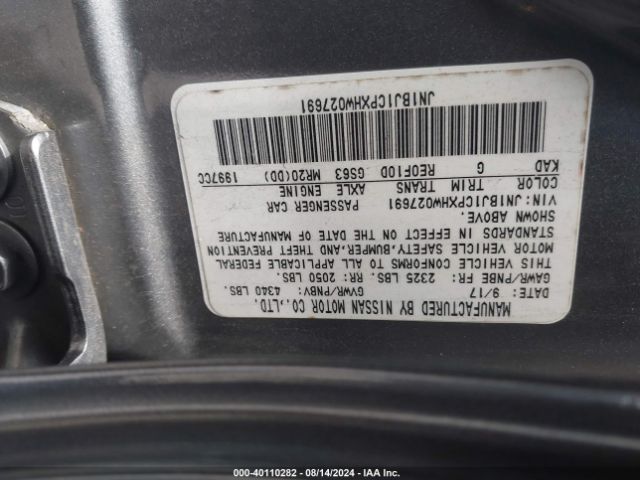 MANUFACTURED BY NISSAN MOTOR CO.,LTD.
DATE: 9/17 GVWR/PNBV: 4340 LBS.
GAWR/PNBE FR: 2325 LBS. RR: 2050 LBS.
THIS VEHICLE CONFORMS TO ALL APPLICABLE FEDERAL
MOTOR VEHICLE SAFETY,BUMPER,AND THEFT PREVENTION
STANDARDS IN EFFECT ON THE DATE OF MANUFACTURE
SHOWN ABOVE.
VIN: JN1BJ1CPXHW027691 PASSENGER CAR
COLOR TRIM TRANS AXLE ENGINE
KAD G RE0F10D GS63 MR20(DD) 1997CC
JN1BJ1CPXHW027691
000-40110282 - 08/14/2024 - IAA Inc.